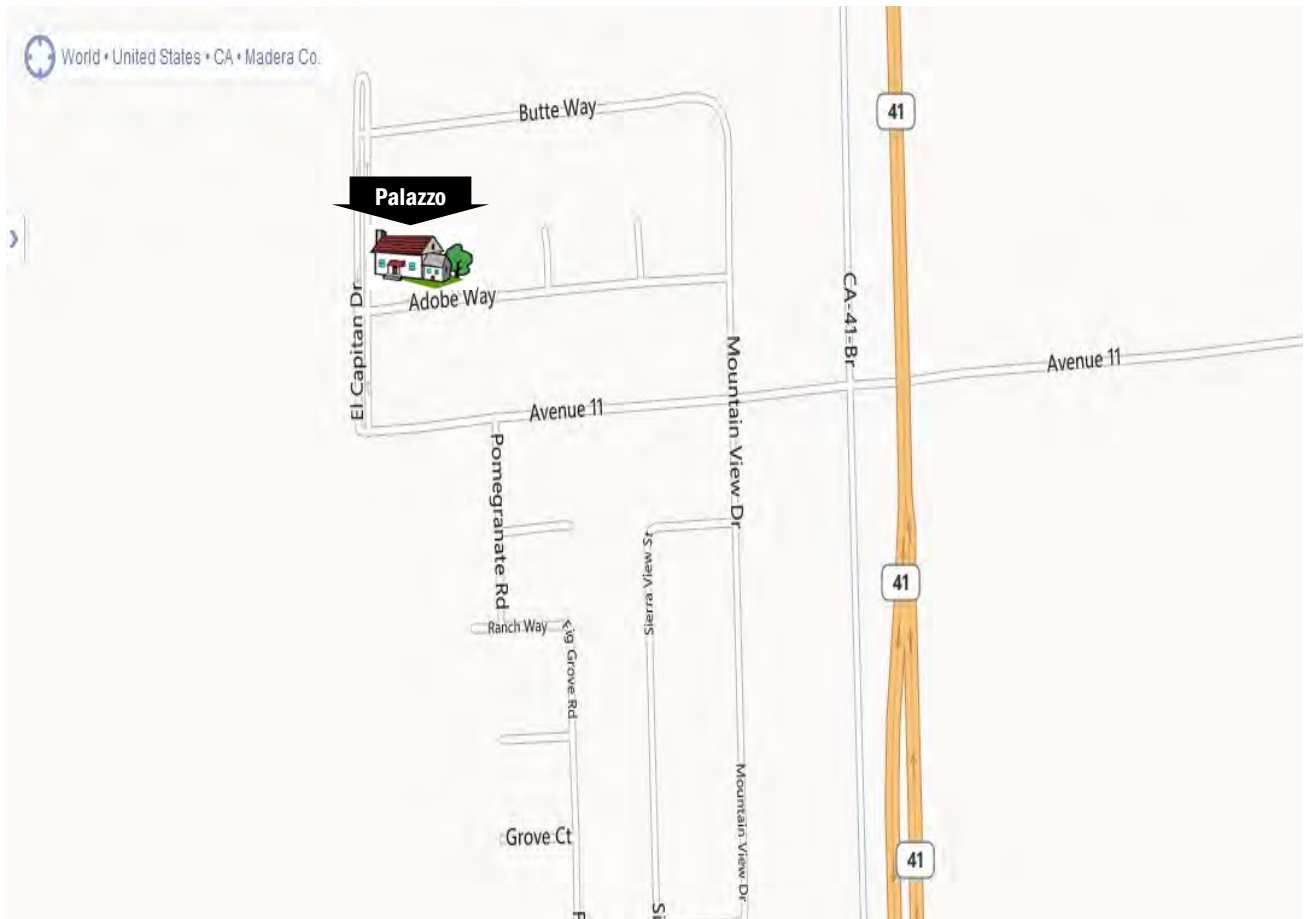 World • United States • CA • Madera Co.
Butte Way
41
Palazzo
El Capitan Dr
Adobe Way
CA-41-Br
Mountain View Dr
Avenue 11
Avenue 11
Pomegranate Rd
Sierra View St
41
Ranch Way
Fig Grove Rd
Mountain View Dr
Grove Ct
41
F
Si